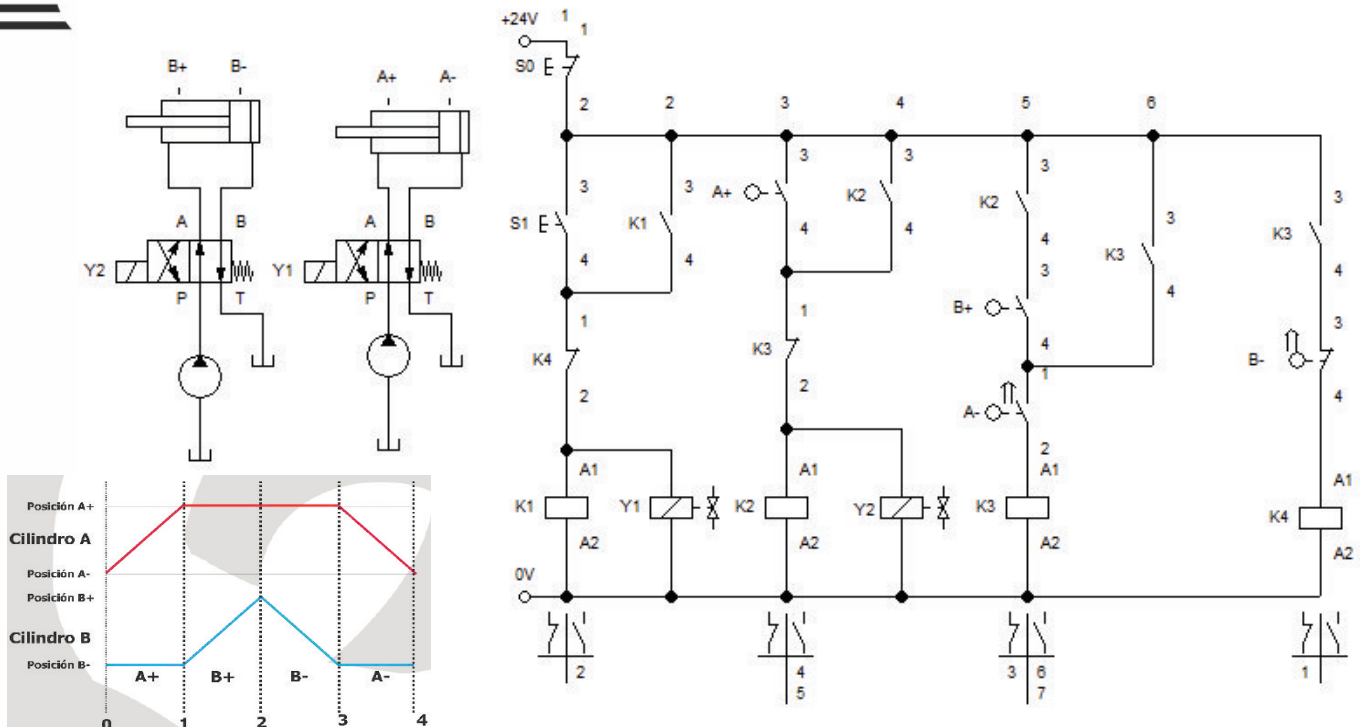 B+ B-
A+ A-
A B
Y2
P T
A B
Y1
P T
Posición A+
Cilindro A
Posición A-
Posición B+
Cilindro B
Posición B-
A+ B+ B- A-
0 1 2 3 4
+24V 1
1
S0
2
2 3 4 5 6
3 3 3 3 3
S1 K1 A+ K2 K2
4 4 4 4 4
3 3 3
K3 K3
4 4
1
K4
2
1
K3
2
3
B+
4
1
A-
2
3
B-
4
A1 A1 A1 A1
K1 Y1 K2 Y2 K3 K4
A2 A2 A2 A2
0V
2 4 3 6 1
5 7